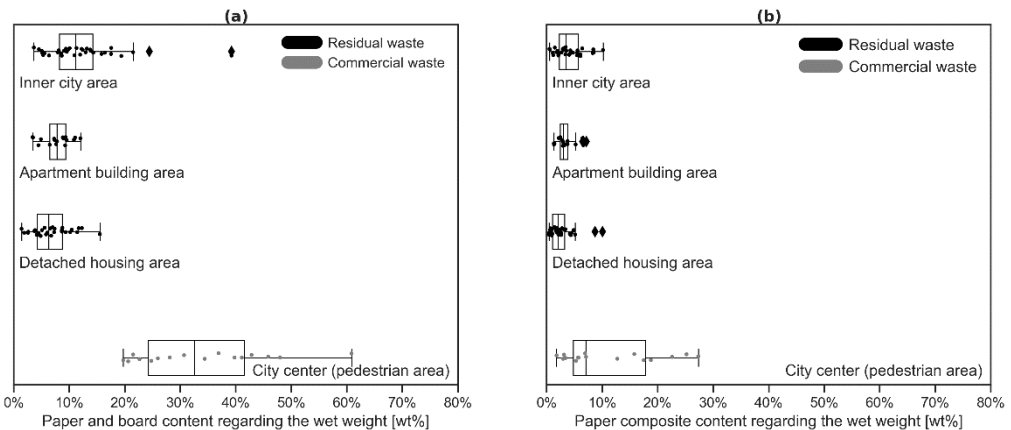 (a)
Residual waste
Commercial waste
Inner city area
Apartment building area
Detached housing area
City center (pedestrian area)
0% 10% 20% 30% 40% 50% 60% 70% 80%
Paper and board content regarding the wet weight [wt%]
(b)
Residual waste
Commercial waste
Inner city area
Apartment building area
Detached housing area
City center (pedestrian area)
0% 10% 20% 30% 40% 50% 60% 70% 80%
Paper composite content regarding the wet weight [wt%]